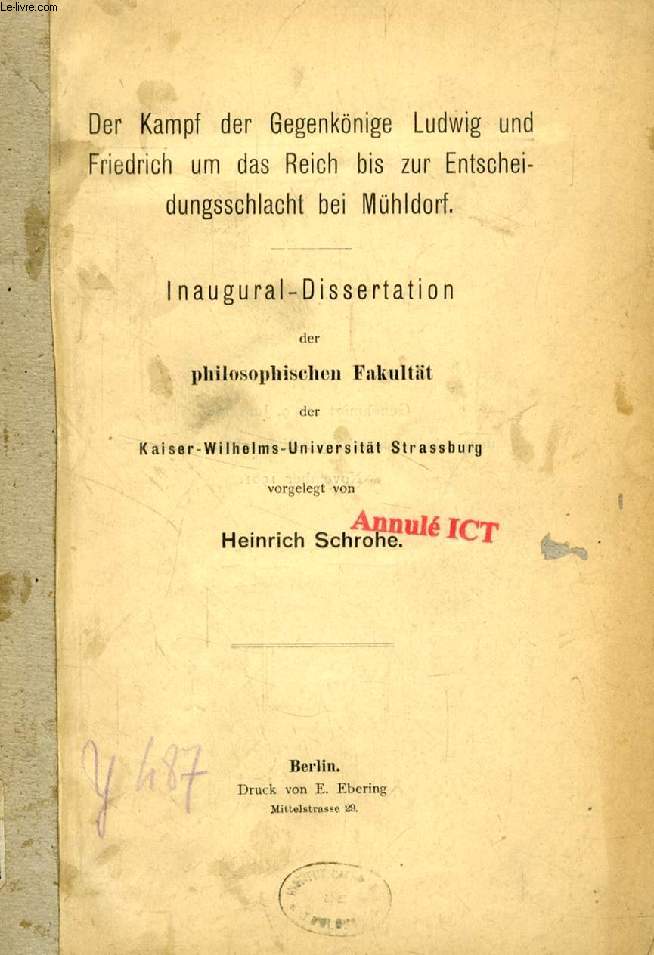 Le-livre.com
Der Kampf der Gegenkönige Ludwig und
Friedrich um das Reich bis zur Entschei-
dungsschlacht bei Mühldorf.
Inaugural-Dissertation
der
philosophischen Fakultät
der
Kaiser-Wilhelms-Universität Strassburg
vorgelegt von
Annulé ICT
Heinrich Schrohe.
Y 487
Berlin.
Druck von E. Ebering
Mittelstrasse 29.